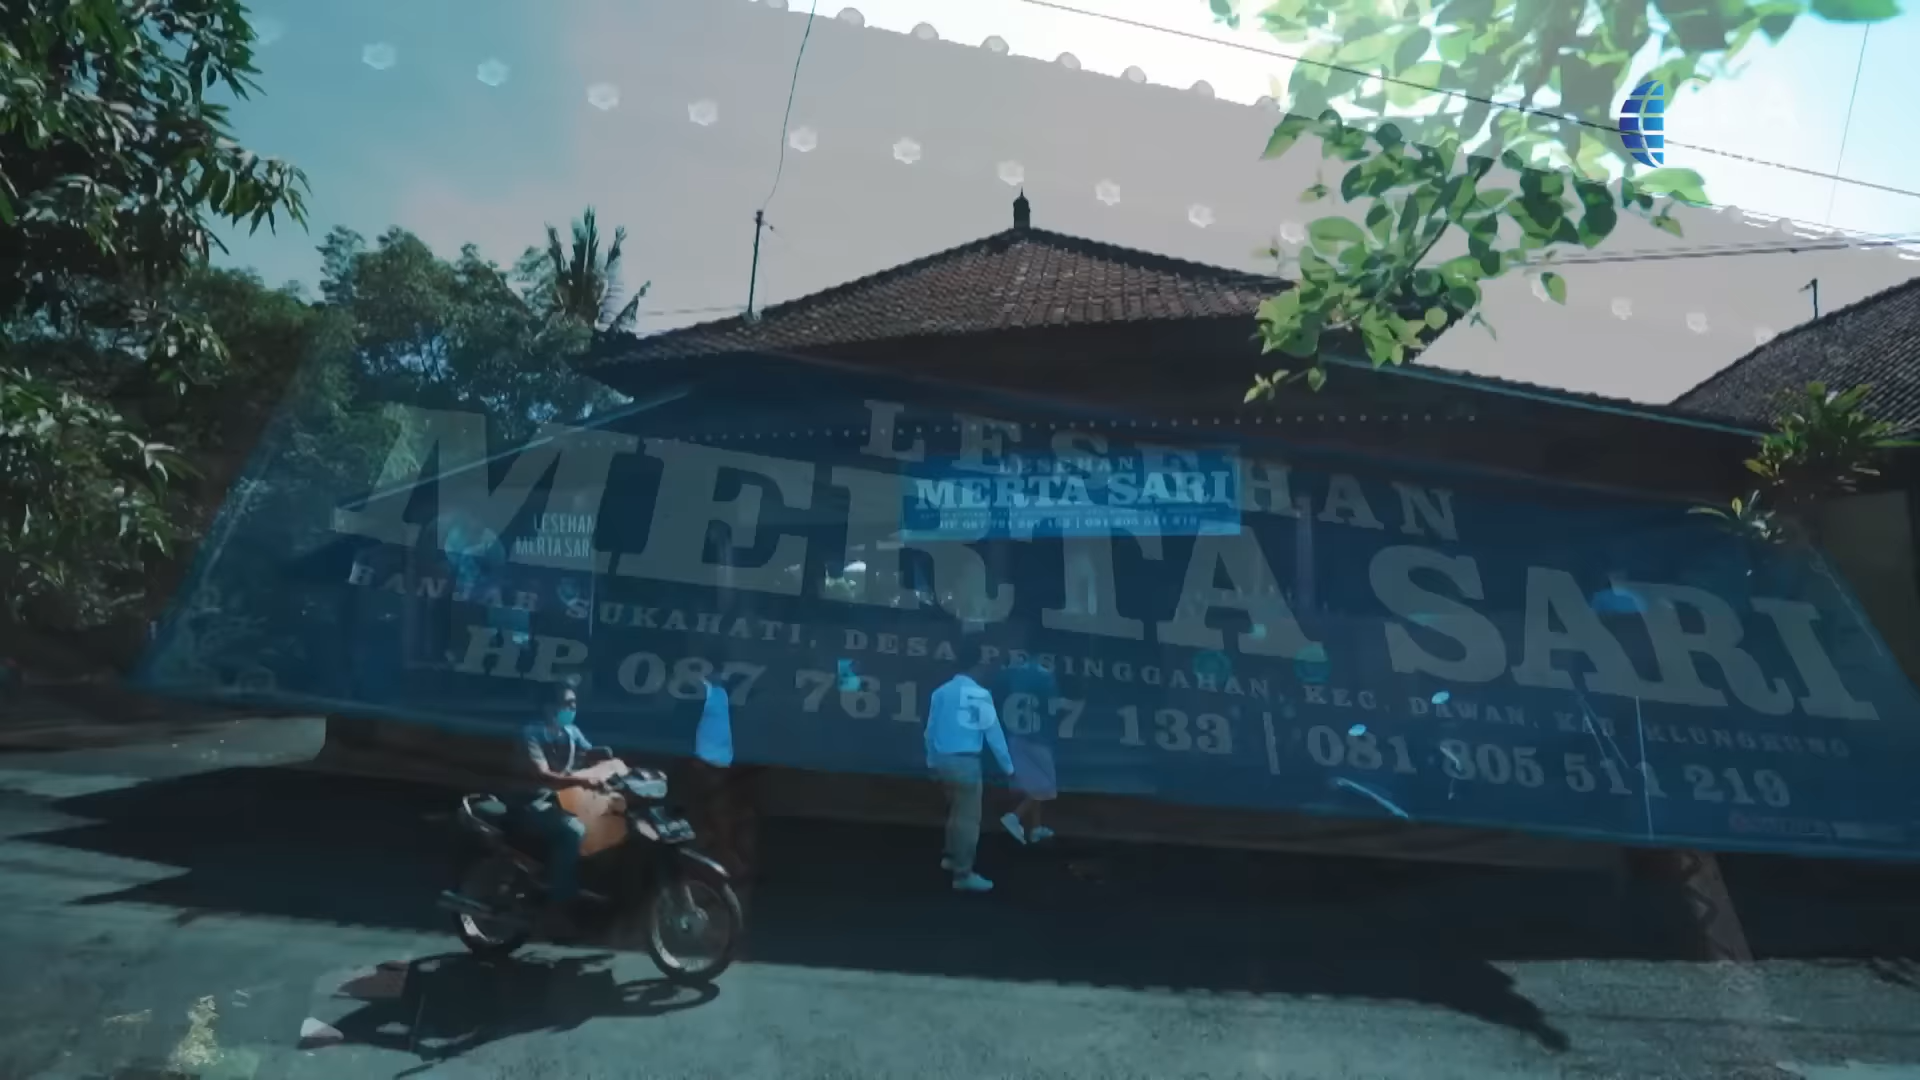 LESEHAN
MERTA SARI
BANJAR SUKAHATI, DESA PESINGGAHAN, KEC. DAWAN, KAB KLUNGKUNG
HP. 087 761 567 133 | 081 805 511 219
LESEHAN
MERTA SARI
LESEHAN
MERTA SARI